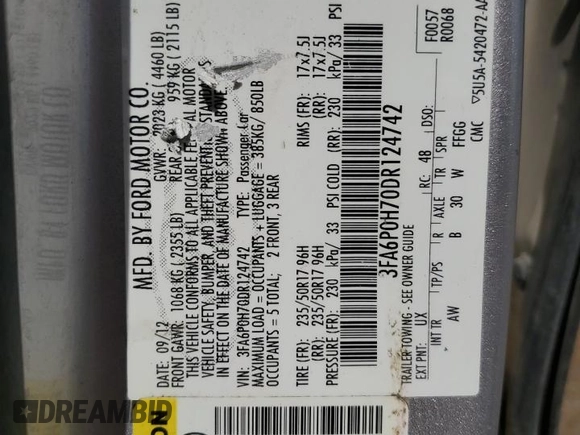 MFD. BY FORD MOTOR CO.
DATE: 09/12 GVWR: 2023 KG ( 4460 LB)
FRONT GAWR: 1068 KG ( 2355 LB) REAR 959 KG ( 2115 LB)
THIS VEHICLE CONFORMS TO ALL APPLICABLE FEDERAL MOTOR
VEHICLE SAFETY, BUMPER, AND THEFT PREVENTION STANDARDS
IN EFFECT ON THE DATE OF MANUFACTURE SHOWN ABOVE.
VIN: 3FA6P0H70DR124742 TYPE: Passenger Car
MAXIMUM LOAD = OCCUPANTS + LUGGAGE = 385KG/ 850LB
OCCUPANTS = 5 TOTAL; 2 FRONT, 3 REAR
TIRE (FR): 235/50R17 96H RIMS (FR): 17x7.5J
(RR): 235/50R17 96H (RR): 17x7.5J
PRESSURE (FR): 230 kPa/ 33 PSI COLD (RR): 230 kPa/ 33 PSI
3FA6P0H70DR124742
F0057
R0068
TRAILER TOWING - SEE OWNER GUIDE
EXT PNT: UX RC: 48 DSO:
INT TR TP/PS R AXLE TR SPR
AW B 30 W FFGG
CMC ▽5U5A-5420472-AA
DREAMBID